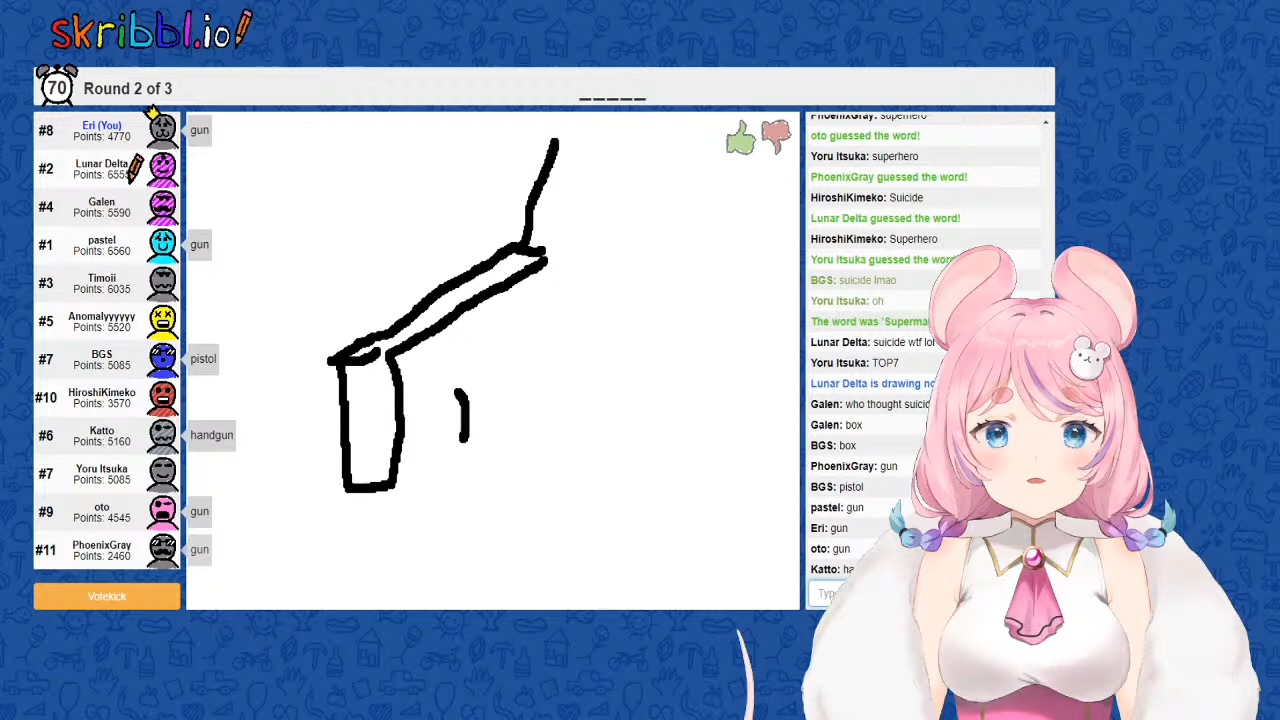 skribbl.io
70 Round 2 of 3
_____
#8 Eri (You) Points: 4770 gun
#2 Lunar Delta Points: 655
#4 Galen Points: 5590
#1 pastel Points: 6560 gun
#3 Timoii Points: 6035
#5 Anomalyyyyyy Points: 5520
#7 BGS Points: 5085 pistol
#10 HiroshiKimeko Points: 3570
#6 Katto Points: 5160 handgun
#7 Yoru Itsuka Points: 5085
#9 oto Points: 4545 gun
#11 PhoenixGray Points: 2460 gun
Votekick
PhoenixGray: superhero
oto guessed the word!
Yoru Itsuka: superhero
PhoenixGray guessed the word!
HiroshiKimeko: Suicide
Lunar Delta guessed the word!
HiroshiKimeko: Superhero
Yoru Itsuka guessed the wor
BGS: suicide lmao
Yoru Itsuka: oh
The word was 'Superma
Lunar Delta: suicide wtf lol
Yoru Itsuka: TOP7
Lunar Delta is drawing no
Galen: who thought suici
Galen: box
BGS: box
PhoenixGray: gun
BGS: pistol
pastel: gun
Eri: gun
oto: gun
Katto: ha
Typ